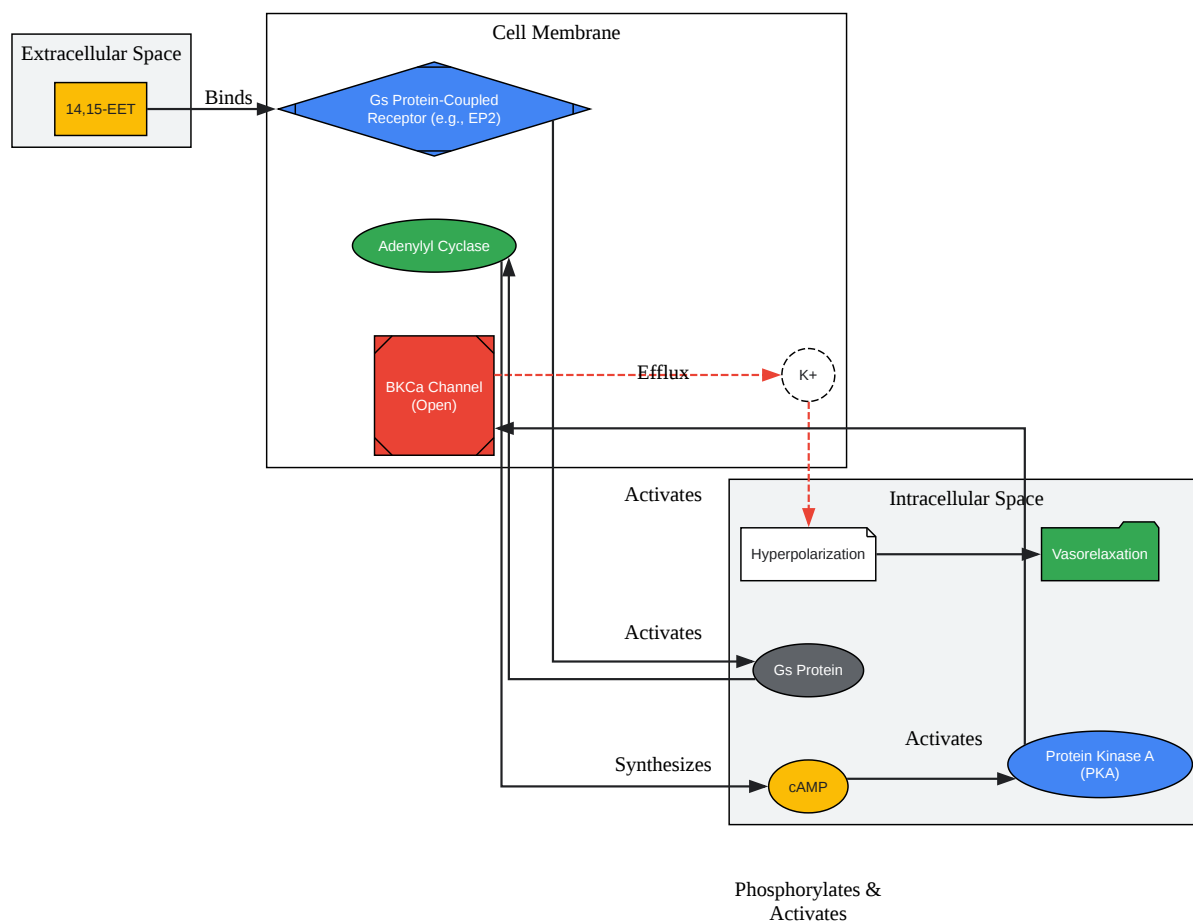 Cell Membrane
Extracellular Space
14,15-EET
Binds
Gs Protein-Coupled
Receptor (e.g., EP2)
Adenylyl Cyclase
BKCa Channel
(Open)
Efflux
K+
Activates
Intracellular Space
Hyperpolarization
Vasorelaxation
Activates
Gs Protein
Activates
Protein Kinase A
(PKA)
Synthesizes
cAMP
Phosphorylates &
Activates